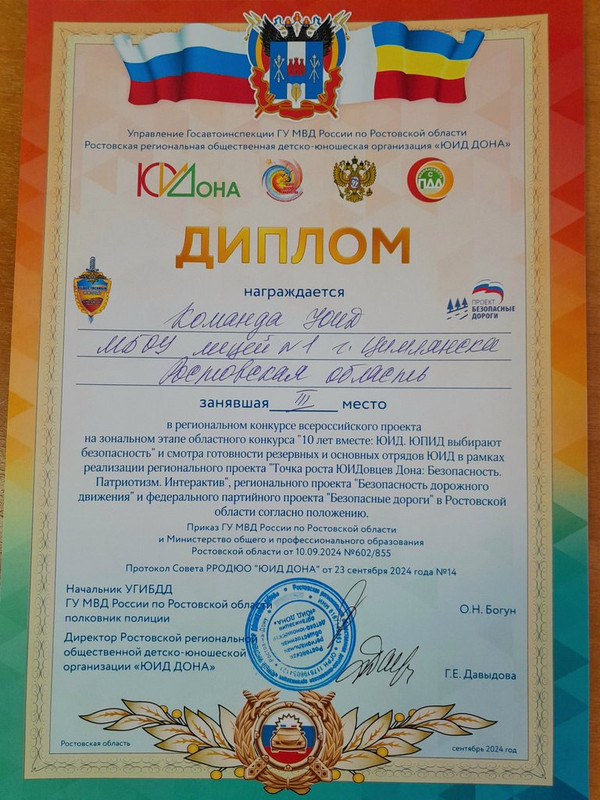 Управление Госавтоинспекции ГУ МВД России по Ростовской области
Ростовская региональная общественная детско-юношеская организация «ЮИД ДОНА»
ЮИД ДОНА
ПДД
ДИПЛОМ
награждается
ПРОЕКТ
БЕЗОПАСНЫЕ
ДОРОГИ
Команда ЮИД
МБОУ лицей №1 г. Цимлянска
Ростовская область
занявшая III место
в региональном конкурсе всероссийского проекта
на зональном этапе областного конкурса "10 лет вместе: ЮИД. ЮПИД выбирают
безопасность" и смотра готовности резервных и основных отрядов ЮИД в рамках
реализации регионального проекта "Точка роста ЮИДовцев Дона: Безопасность.
Патриотизм. Интерактив", регионального проекта "Безопасность дорожного
движения" и федерального партийного проекта "Безопасные дороги" в Ростовской
области согласно положению.
Приказ ГУ МВД России по Ростовской области
и Министерство общего и профессионального образования
Ростовской области от 10.09.2024 №602/855
Протокол Совета РРОДЮО "ЮИД ДОНА" от 23 сентября 2024 года №14
Начальник УГИБДД
ГУ МВД России по Ростовской области
полковник полиции
О.Н. Богун
Директор Ростовской региональной
общественной детско-юношеской
организации «ЮИД ДОНА»
Г.Е. Давыдова
Ростовская область
сентябрь 2024 год